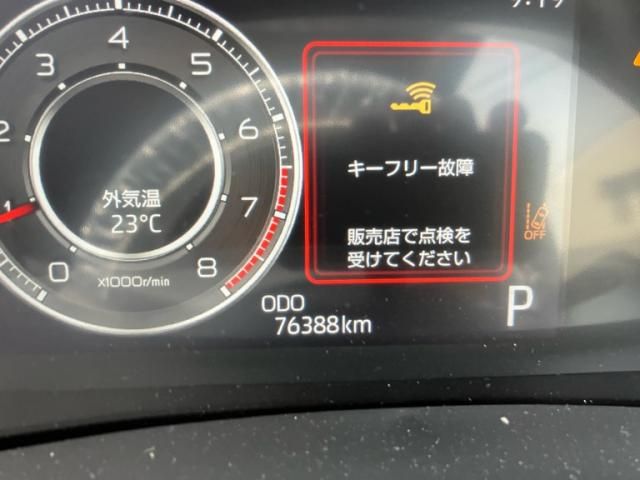 4
3
5
2
6
キーフリー故障
外気温
23℃
1
7
販売店で点検を
受けてください
OFF
0
x1000r/min
8
ODO
76388km
P